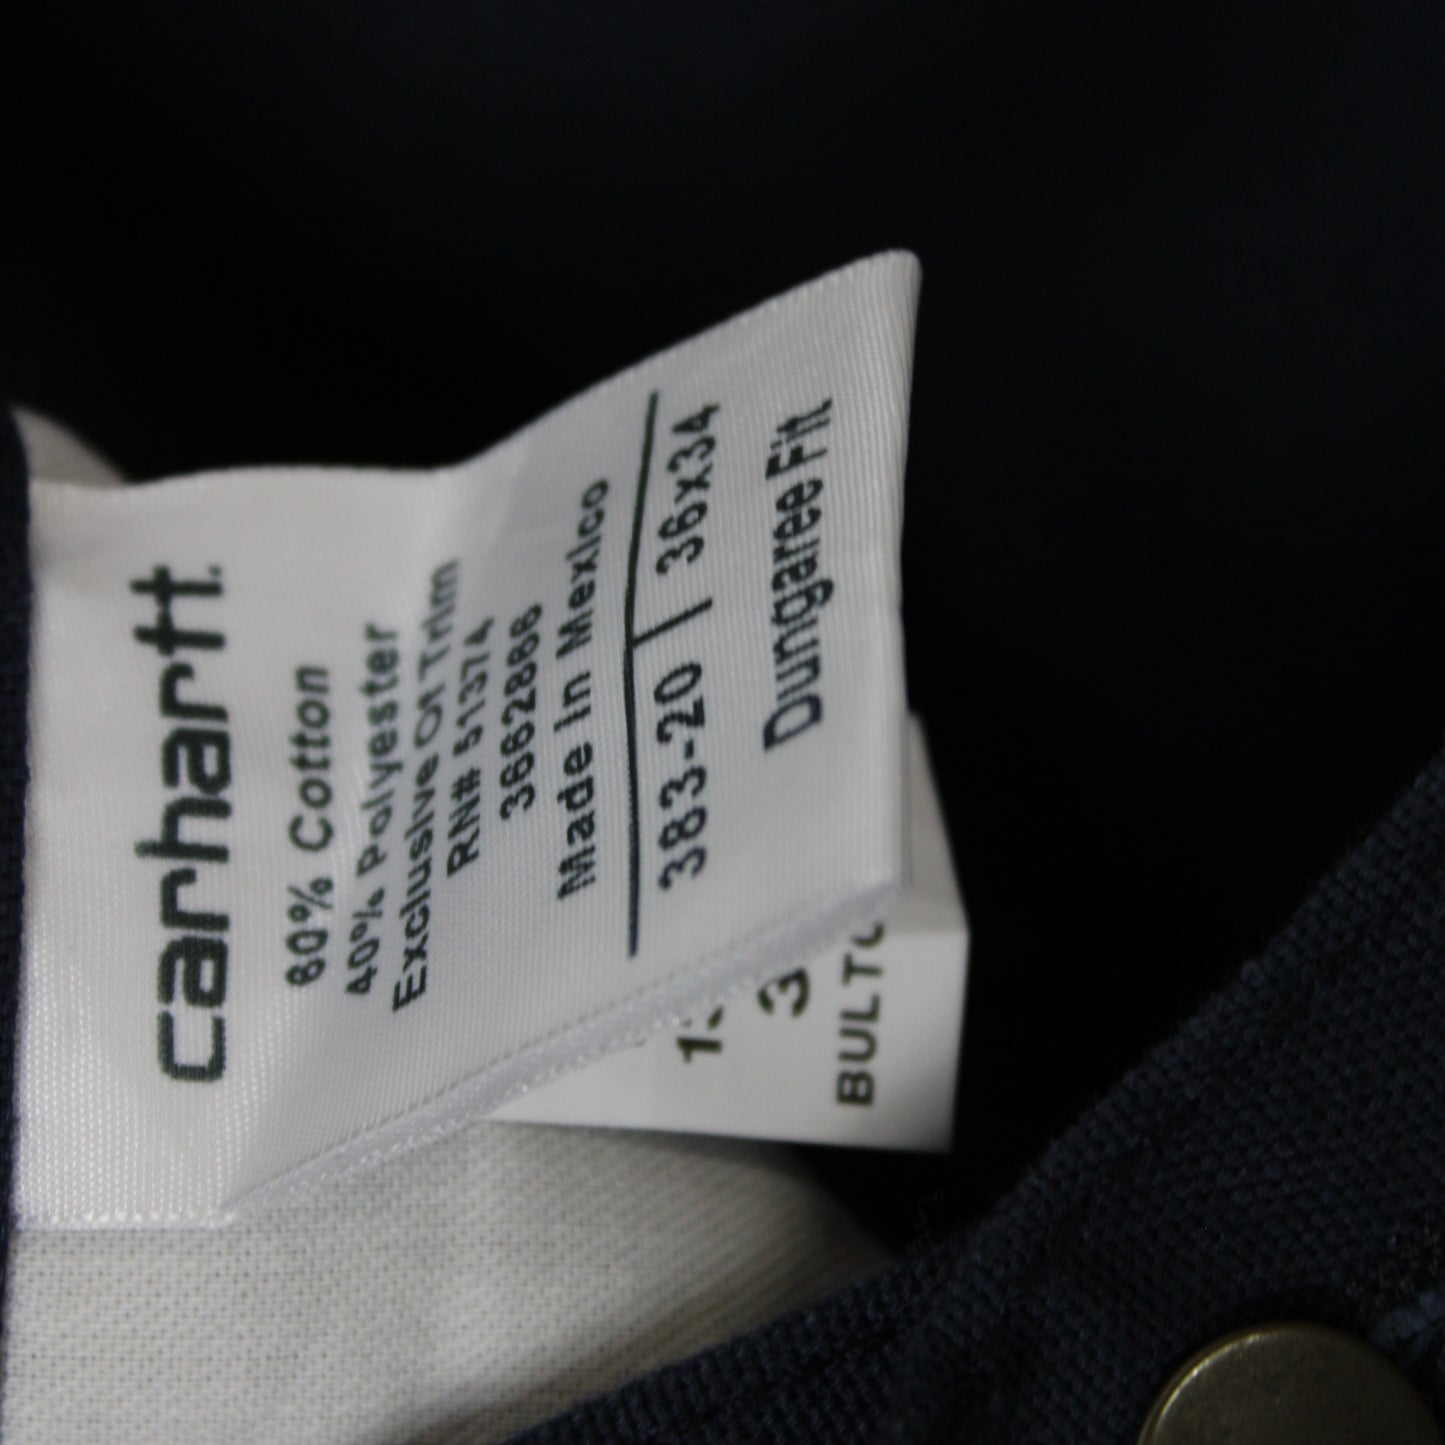 carhartt.
60% Cotton
40% Polyester
Exclusive Of Trim
RN# 51374
3662886
Made In Mexico
383-20 | 36x34
Dungaree Fit